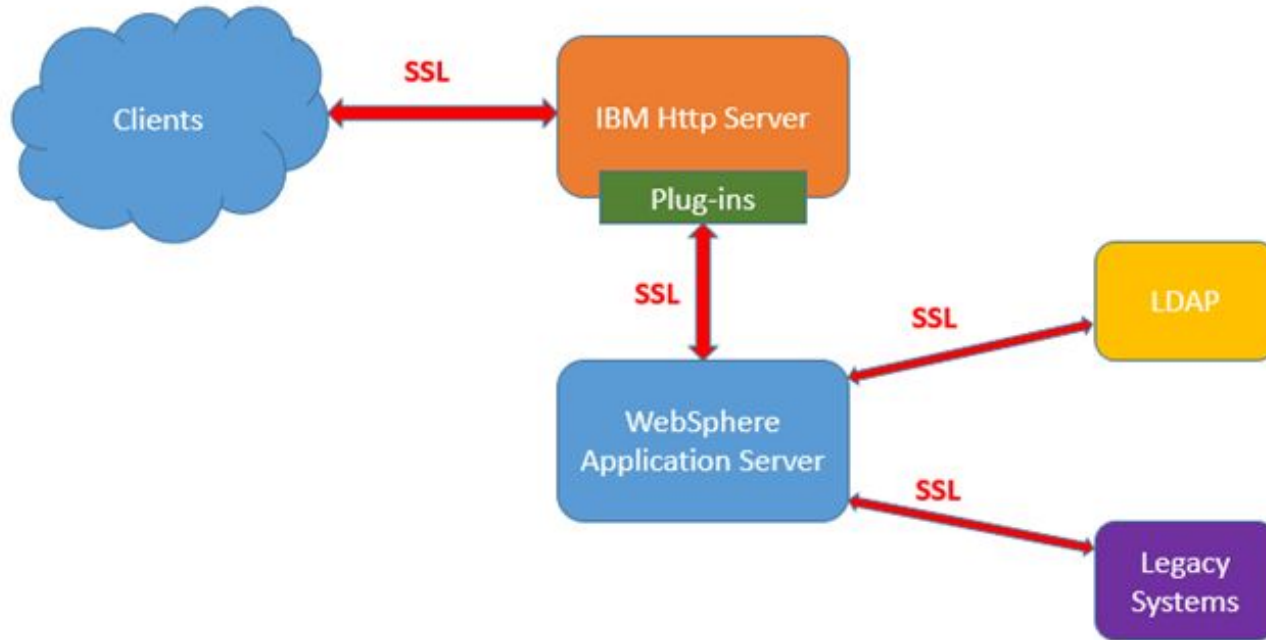 SSL
Clients
IBM Http Server
Plug-ins
SSL
SSL
LDAP
WebSphere
Application Server
SSL
Legacy
Systems